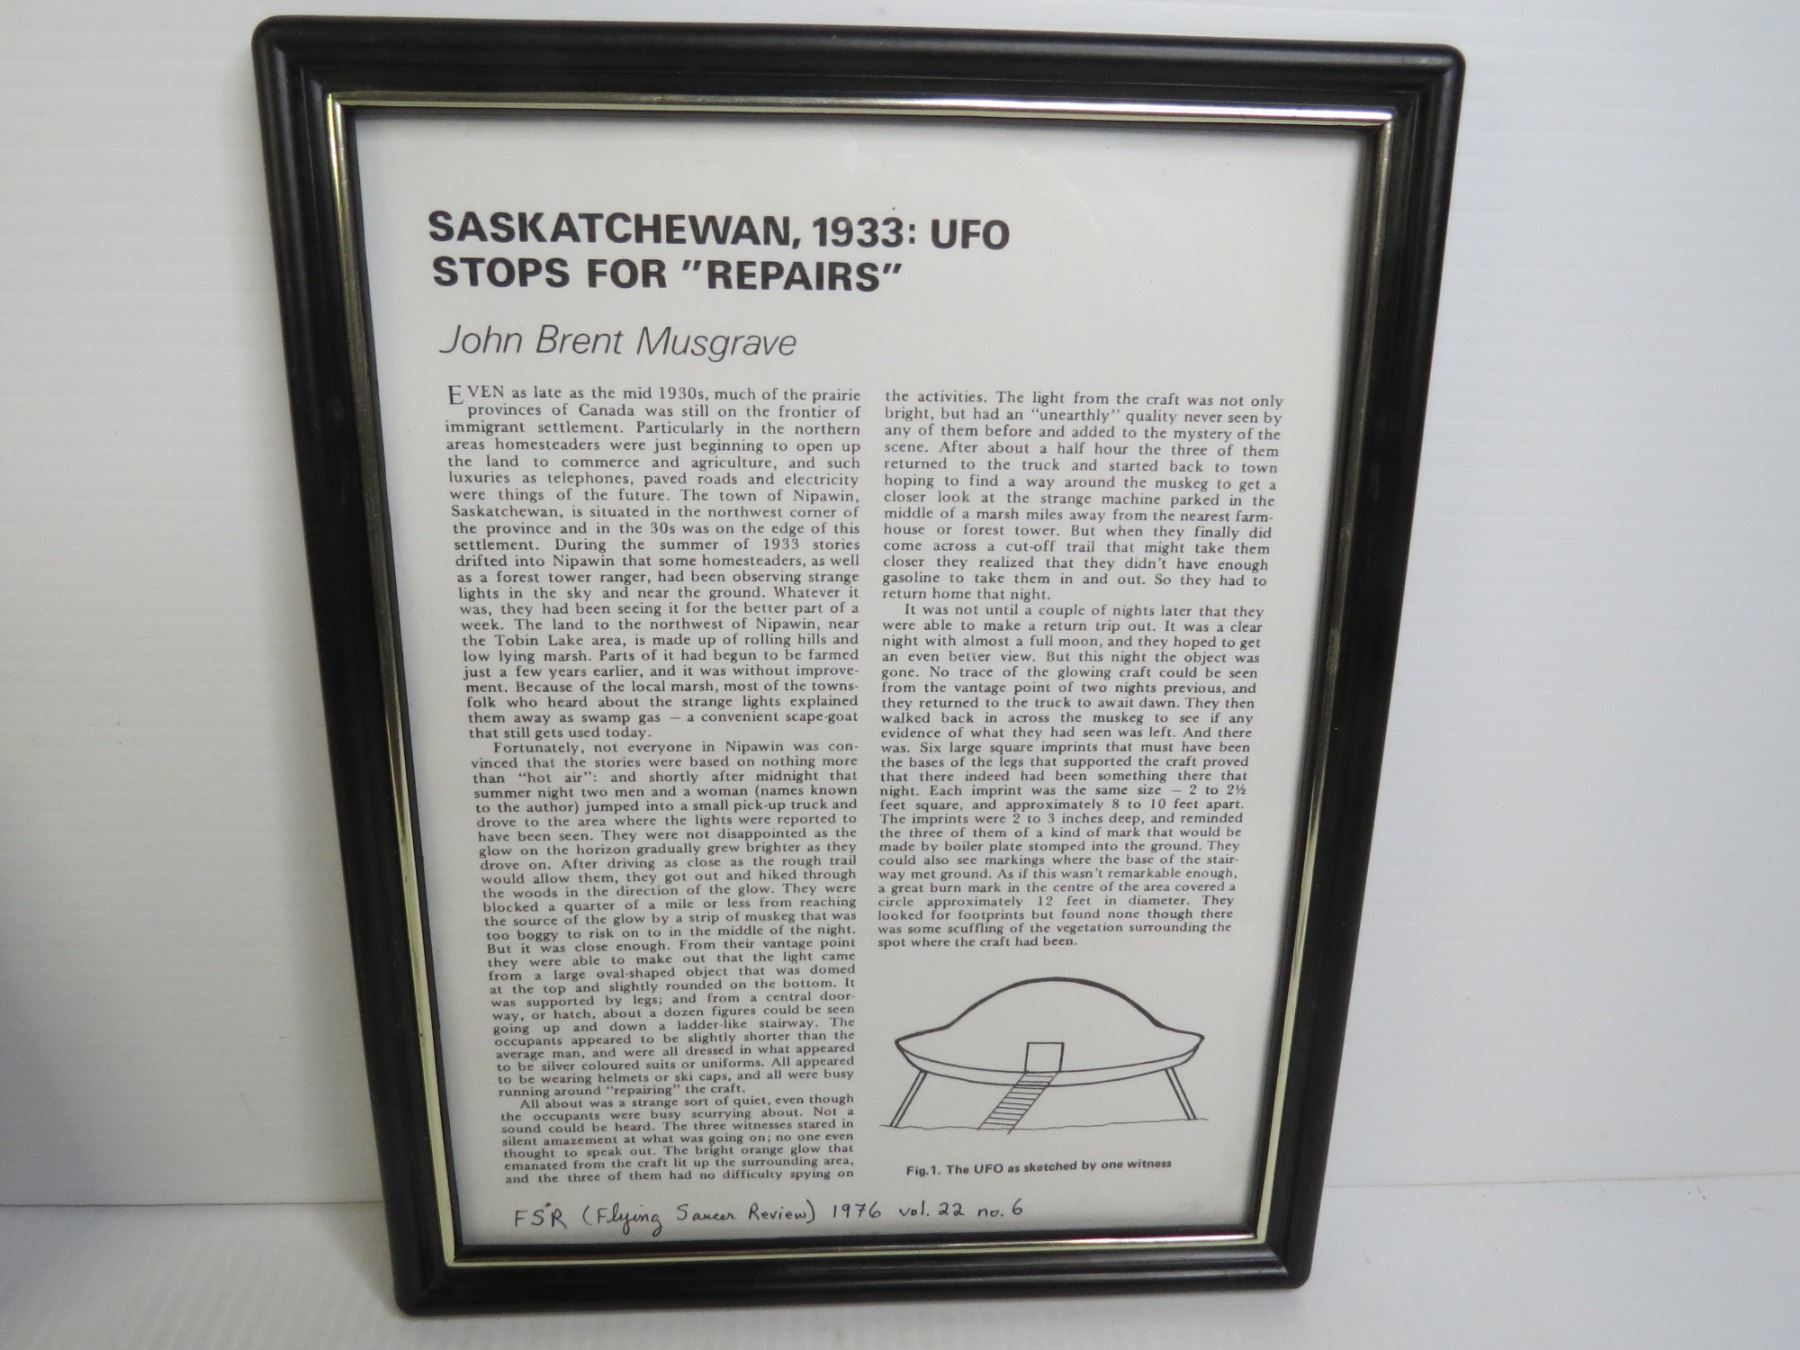 SASKATCHEWAN, 1933: UFO
STOPS FOR "REPAIRS"
John Brent Musgrave
EVEN as late as the mid 1930s, much of the prairie
provinces of Canada was still on the frontier of
immigrant settlement. Particularly in the northern
areas homesteaders were just beginning to open up
the land to commerce and agriculture, and such
luxuries as telephones, paved roads and electricity
were things of the future. The town of Nipawin,
Saskatchewan, is situated in the northwest corner of
the province and in the 30s was on the edge of this
settlement. During the summer of 1933 stories
drifted into Nipawin that some homesteaders, as well
as a forest tower ranger, had been observing strange
lights in the sky and near the ground. Whatever it
was, they had been seeing it for the better part of a
week. The land to the northwest of Nipawin, near
the Tobin Lake area, is made up of rolling hills and
low lying marsh. Parts of it had begun to be farmed
just a few years earlier, and it was without improve-
ment. Because of the local marsh, most of the towns-
folk who heard about the strange lights explained
them away as swamp gas — a convenient scape-goat
that still gets used today.
Fortunately, not everyone in Nipawin was con-
vinced that the stories were based on nothing more
than "hot air": and shortly after midnight that
summer night two men and a woman (names known
to the author) jumped into a small pick-up truck and
drove to the area where the lights were reported to
have been seen. They were not disappointed as the
glow on the horizon gradually grew brighter as they
drove on. After driving as close as the rough trail
would allow them, they got out and hiked through
the woods in the direction of the glow. They were
blocked a quarter of a mile or less from reaching
the source of the glow by a strip of muskeg that was
too boggy to risk on to in the middle of the night.
But it was close enough. From their vantage point
they were able to make out that the light came
from a large oval-shaped object that was domed
at the top and slightly rounded on the bottom. It
was supported by legs; and from a central door-
way, or hatch, about a dozen figures could be seen
going up and down a ladder-like stairway. The
occupants appeared to be slightly shorter than the
average man, and were all dressed in what appeared
to be silver coloured suits or uniforms. All appeared
to be wearing helmets or ski caps, and all were busy
running around "repairing" the craft.
All about was a strange sort of quiet, even though
the occupants were busy scurrying about. Not a
sound could be heard. The three witnesses stared in
silent amazement at what was going on; no one even
thought to speak out. The bright orange glow that
emanated from the craft lit up the surrounding area,
and the three of them had no difficulty spying on
the activities. The light from the craft was not only
bright, but had an "unearthly" quality never seen by
any of them before and added to the mystery of the
scene. After about a half hour the three of them
returned to the truck and started back to town
hoping to find a way around the muskeg to get a
closer look at the strange machine parked in the
middle of a marsh miles away from the nearest farm-
house or forest tower. But when they finally did
come across a cut-off trail that might take them
closer they realized that they didn't have enough
gasoline to take them in and out. So they had to
return home that night.
It was not until a couple of nights later that they
were able to make a return trip out. It was a clear
night with almost a full moon, and they hoped to get
an even better view. But this night the object was
gone. No trace of the glowing craft could be seen
from the vantage point of two nights previous, and
they returned to the truck to await dawn. They then
walked back in across the muskeg to see if any
evidence of what they had seen was left. And there
was. Six large square imprints that must have been
the bases of the legs that supported the craft proved
that there indeed had been something there that
night. Each imprint was the same size — 2 to 2½
feet square, and approximately 8 to 10 feet apart.
The imprints were 2 to 3 inches deep, and reminded
the three of them of a kind of mark that would be
made by boiler plate stomped into the ground. They
could also see markings where the base of the stair-
way met ground. As if this wasn't remarkable enough,
a great burn mark in the centre of the area covered a
circle approximately 12 feet in diameter. They
looked for footprints but found none though there
was some scuffling of the vegetation surrounding the
spot where the craft had been.
Fig.1. The UFO as sketched by one witness
FSR (Flying Saucer Review) 1976 vol. 22 no. 6